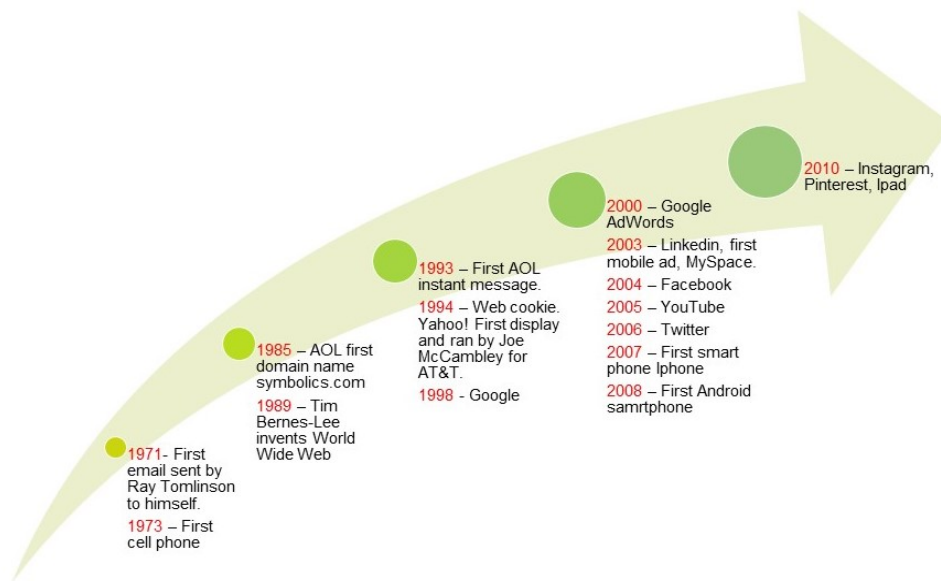 1971- First
email sent by
Ray Tomlinson
to himself.
1973 – First
cell phone
1985 – AOL first
domain name
symbolics.com
1989 – Tim
Bernes-Lee
invents World
Wide Web
1993 – First AOL
instant message.
1994 – Web cookie.
Yahoo! First display
and ran by Joe
McCambley for
AT&T.
1998 - Google
2000 – Google
AdWords
2003 – Linkedin, first
mobile ad, MySpace.
2004 – Facebook
2005 – YouTube
2006 – Twitter
2007 – First smart
phone Iphone
2008 – First Android
samrtphone
2010 – Instagram,
Pinterest, Ipad